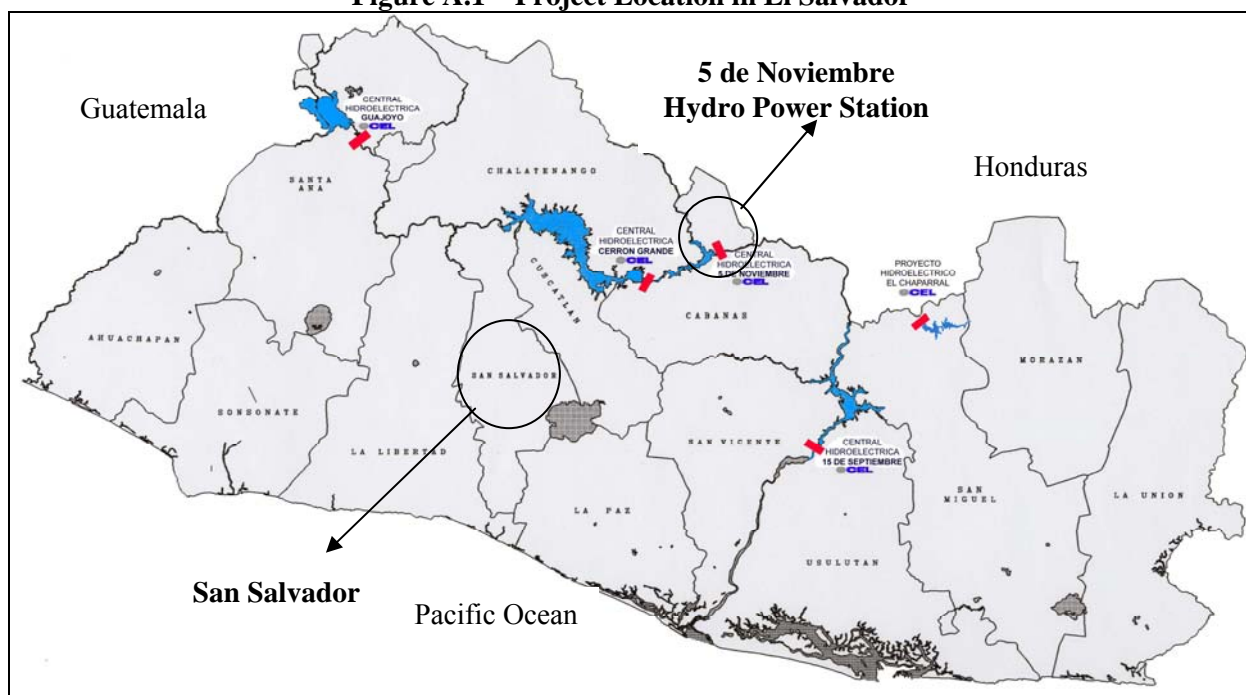 Figure A.1 – Project Location in El Salvador
5 de Noviembre
Hydro Power Station
Guatemala
CENTRAL
HIDROELECTRICA
GUAJOYO
CEL
Honduras
CHALATENANGO
SANTA
ANA
CENTRAL
HIDROELECTRICA
CERRON GRANDE
CEL
CENTRAL
HIDROELECTRICA
5 DE NOVIEMBRE
CEL
PROYECTO
HIDROELECTRICO
EL CHAPARRAL
CEL
CUSCATLAN
CABANAS
AHUACHAPAN
MORAZAN
SAN SALVADOR
SONSONATE
LA LIBERTAD
SAN VICENTE
CENTRAL
HIDROELECTRICA
15 DE SEPTIEMBRE
CEL
SAN
MIGUEL
LA UNION
LA PAZ
USULUTAN
San Salvador
Pacific Ocean